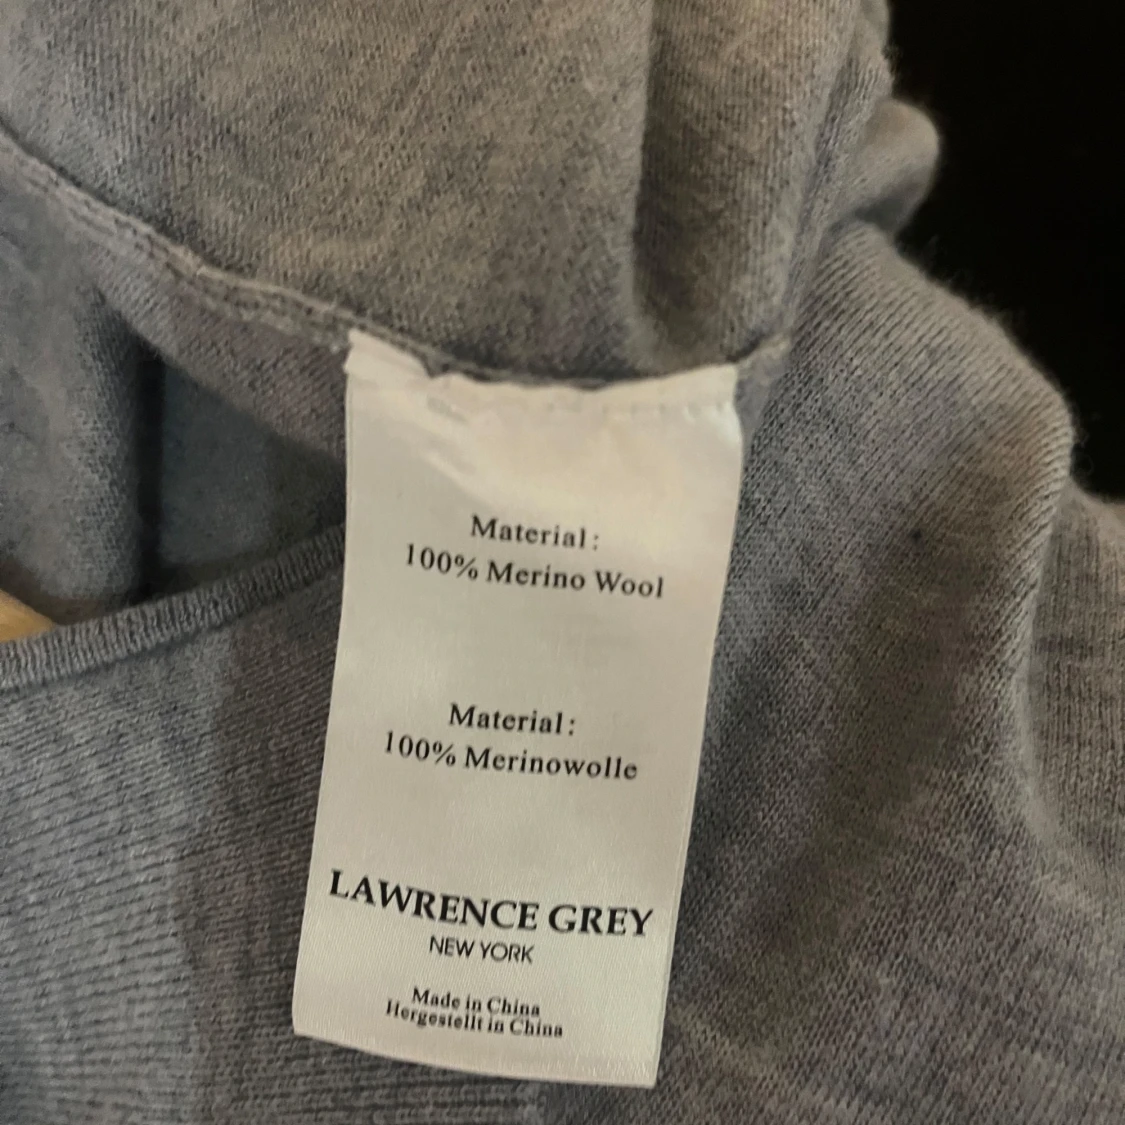 Material:
100% Merino Wool
Material:
100% Merinowolle
LAWRENCE GREY
NEW YORK
Made in China
Hergestellt in China